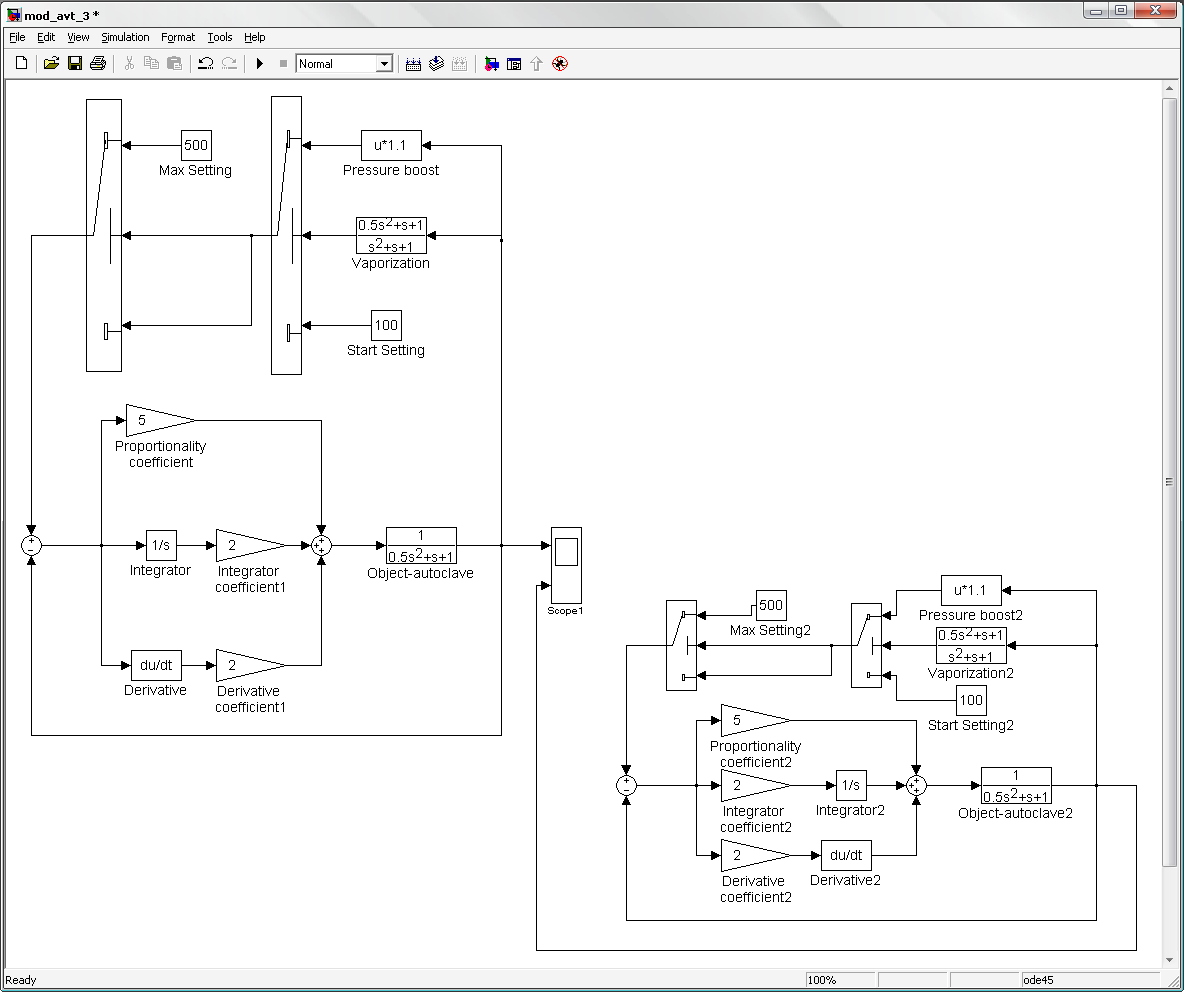 mod_avt_3 *
File Edit View Simulation Format Tools Help
Normal
500
Max Setting
u*1.1
Pressure boost
0.5s2+s+1
s2+s+1
Vaporization
100
Start Setting
5
Proportionality
coefficient
1/s
Integrator
2
Integrator
coefficient1
1
0.5s2+s+1
Object-autoclave
Scope1
du/dt
Derivative
2
Derivative
coefficient1
500
Max Setting2
u*1.1
Pressure boost2
0.5s2+s+1
s2+s+1
Vaporization2
100
Start Setting2
5
Proportionality
coefficient2
2
Integrator
coefficient2
1/s
Integrator2
1
0.5s2+s+1
Object-autoclave2
2
Derivative
coefficient2
du/dt
Derivative2
Ready 100% ode45